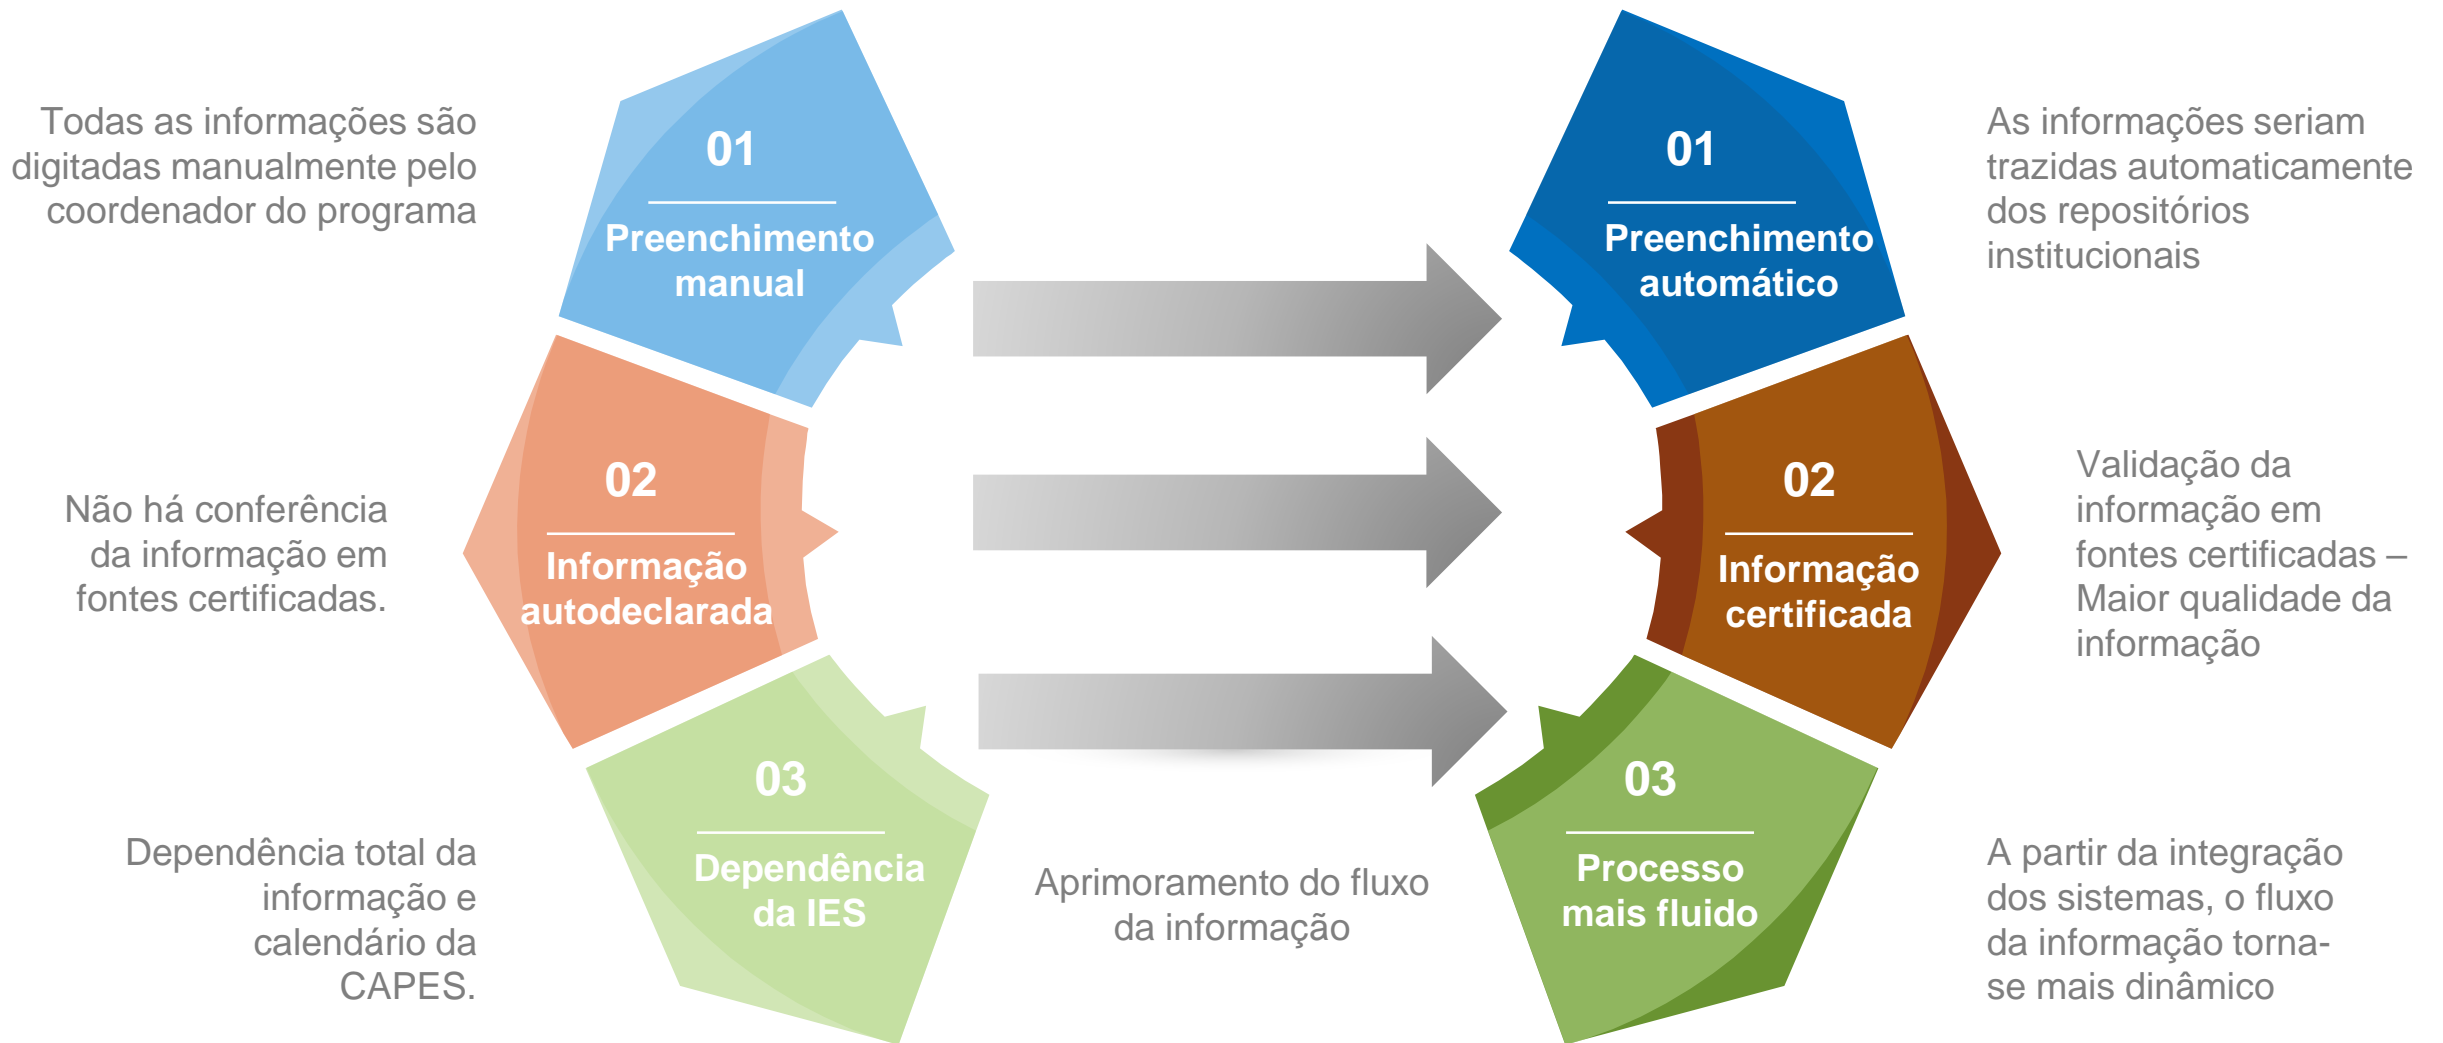 Todas as informações são
digitadas manualmente pelo
coordenador do programa
01
Preenchimento
manual
Não há conferência
da informação em
fontes certificadas.
02
Informação
autodeclarada
Dependência total da
informação e
calendário da
CAPES.
03
Dependência
da IES
Aprimoramento do fluxo
da informação
01
Preenchimento
automático
As informações seriam
trazidas automaticamente
dos repositórios
institucionais
02
Informação
certificada
Validação da
informação em
fontes certificadas –
Maior qualidade da
informação
03
Processo
mais fluido
A partir da integração
dos sistemas, o fluxo
da informação torna-
se mais dinâmico